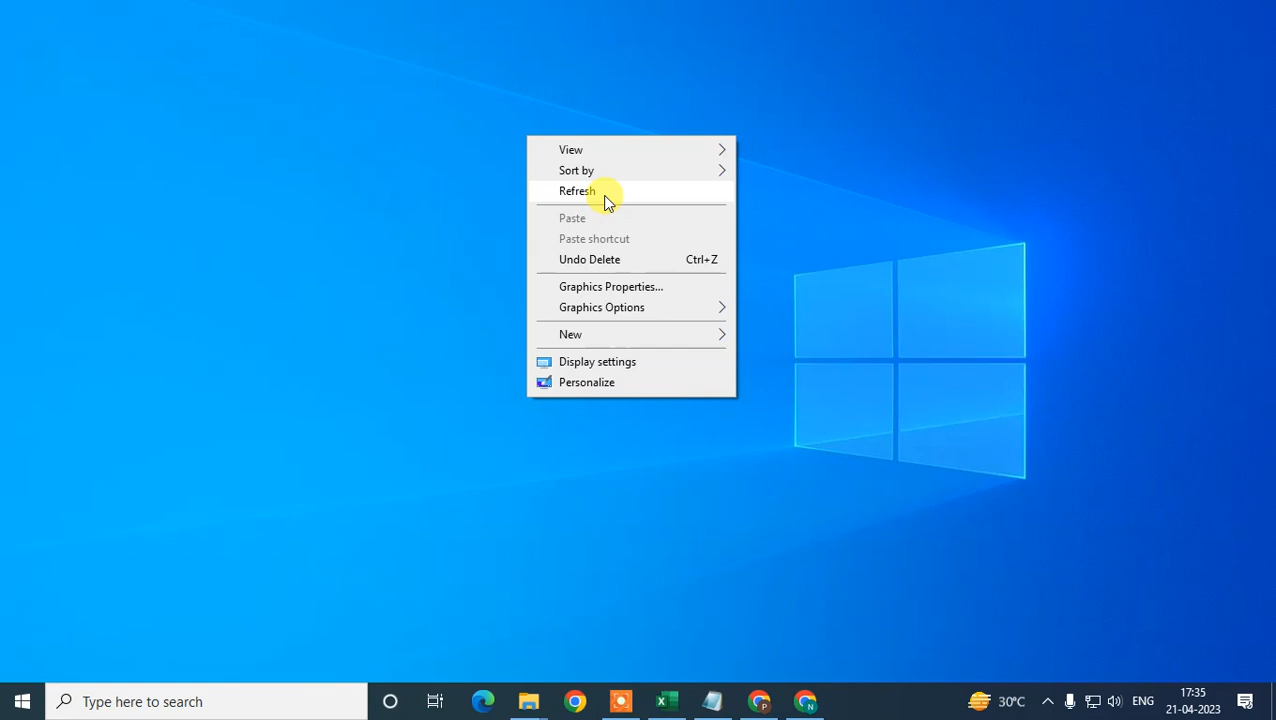 View
Sort by
Refresh
Paste
Paste shortcut
Undo Delete Ctrl+Z
Graphics Properties...
Graphics Options
New
Display settings
Personalize
Type here to search
P
N
30°C
ENG
17:35
21-04-2023